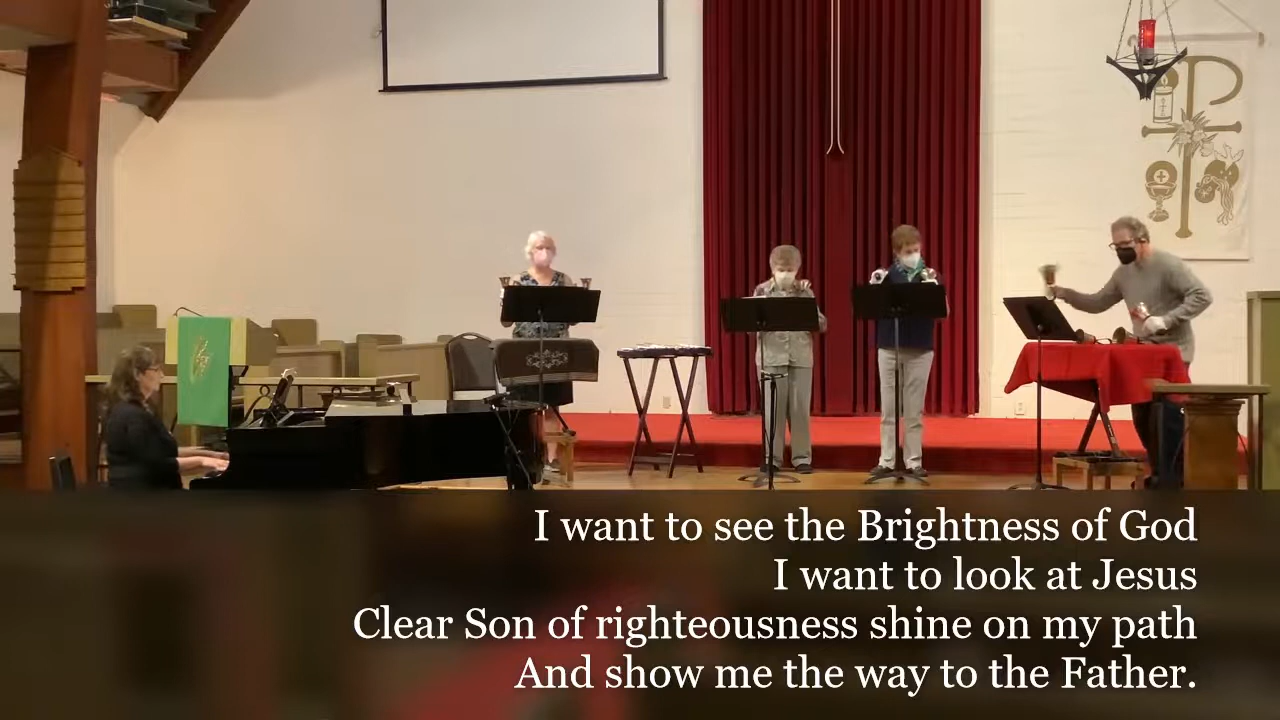 I want to see the Brightness of God
I want to look at Jesus
Clear Son of righteousness shine on my path
And show me the way to the Father.